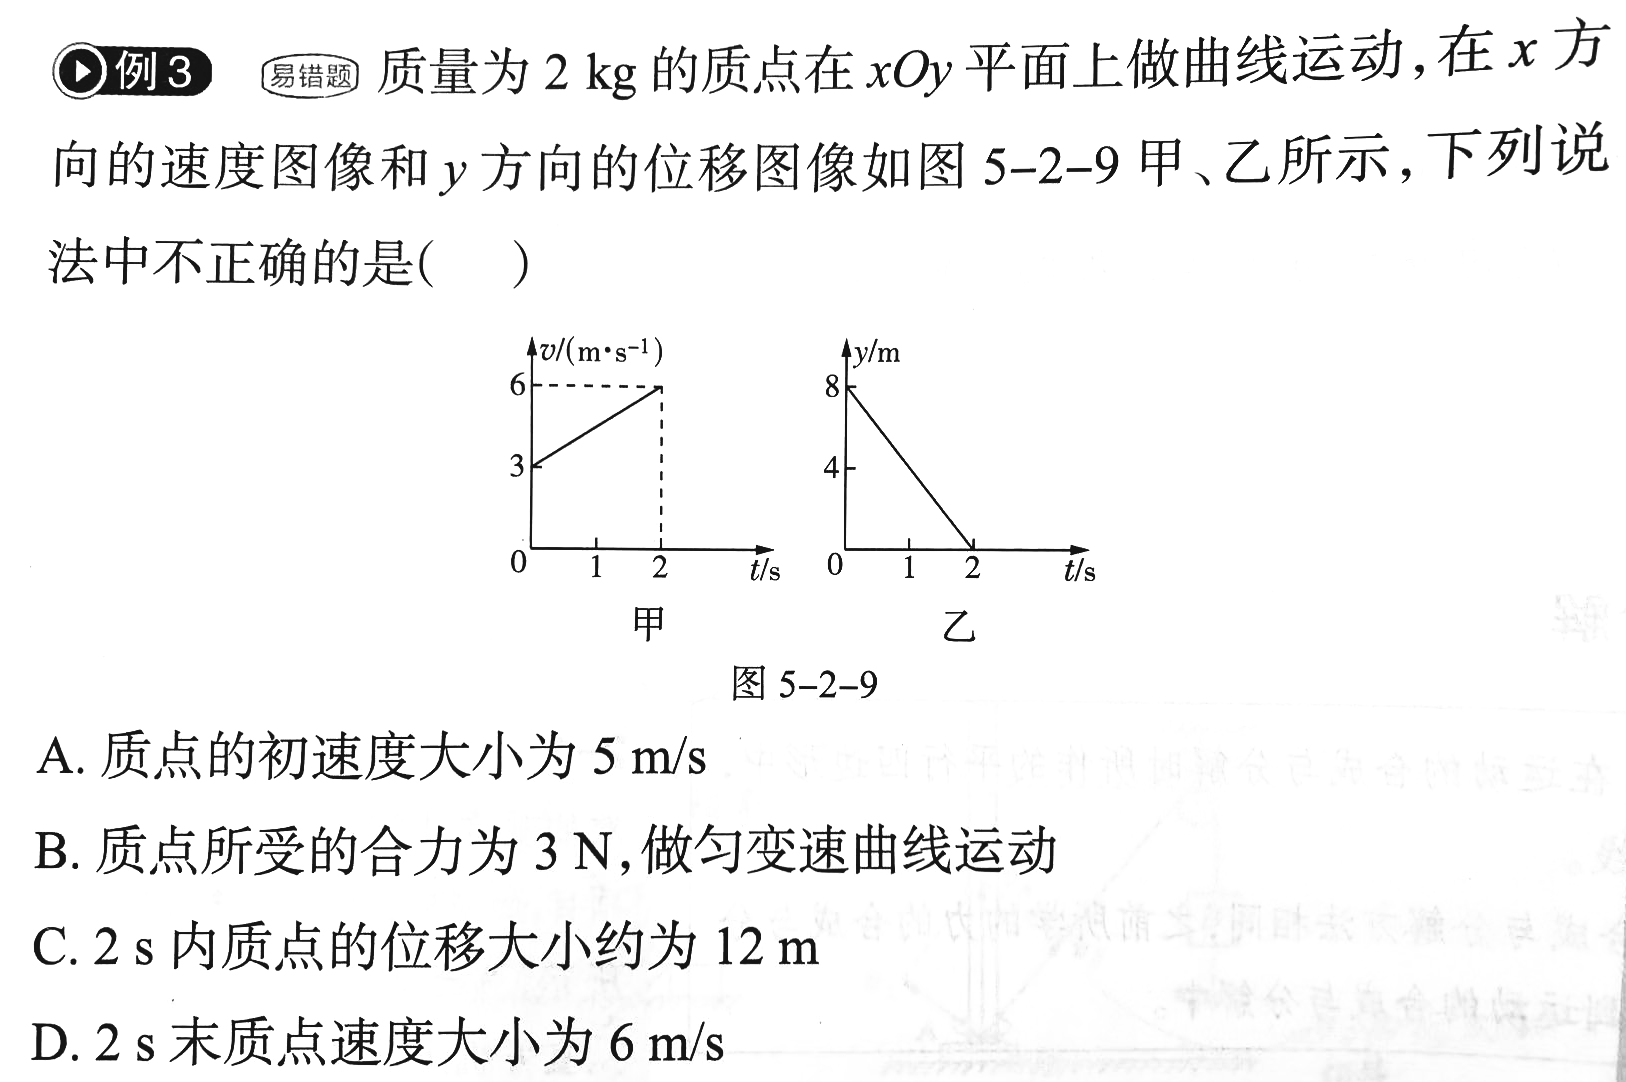 例3 易错题 质量为 2 kg 的质点在 xOy 平面上做曲线运动,在 x 方
向的速度图像和 y 方向的位移图像如图 5-2-9 甲、乙所示,下列说
法中不正确的是( )
v/(m·s⁻¹) y/m
6 8
3 4
0 1 2 t/s 0 1 2 t/s
甲 乙
图 5-2-9
A. 质点的初速度大小为 5 m/s
B. 质点所受的合力为 3 N,做匀变速曲线运动
C. 2 s 内质点的位移大小约为 12 m
D. 2 s 末质点速度大小为 6 m/s